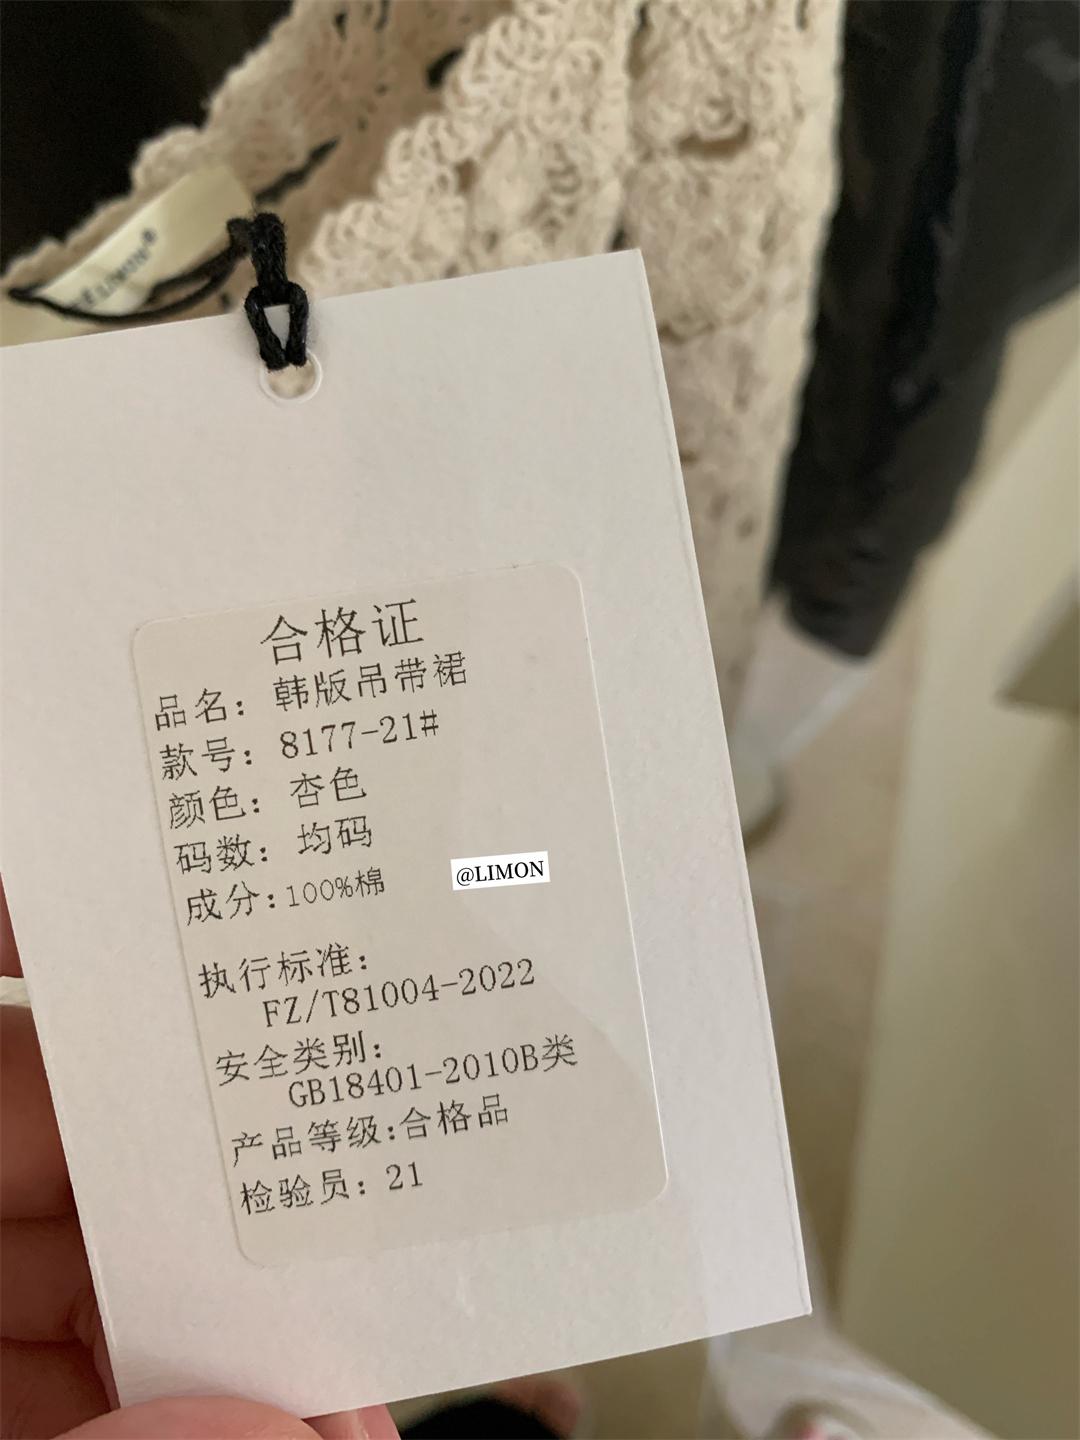 LIMON®
合格证
品名：韩版吊带裙
款号：8177-21#
颜色：杏色
码数：均码
成分：100%棉
@LIMON
执行标准：
FZ/T81004-2022
安全类别：
GB18401-2010B类
产品等级：合格品
检验员：21